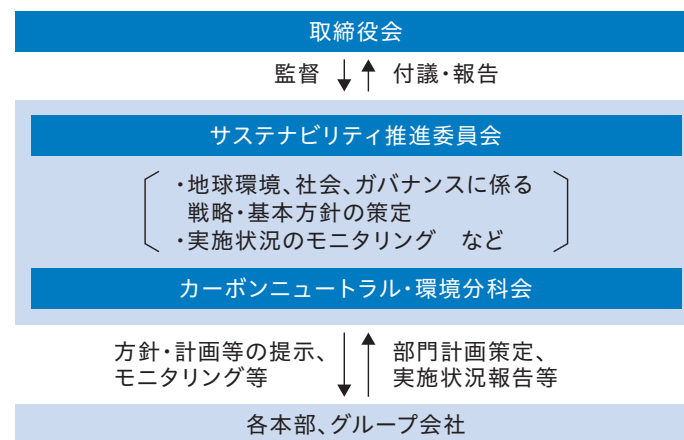 取締役会
監督 付議・報告
サステナビリティ推進委員会
・地球環境、社会、ガバナンスに係る
戦略・基本方針の策定
・実施状況のモニタリング　など
カーボンニュートラル・環境分科会
方針・計画等の提示、
モニタリング等
部門計画策定、
実施状況報告等
各本部、グループ会社